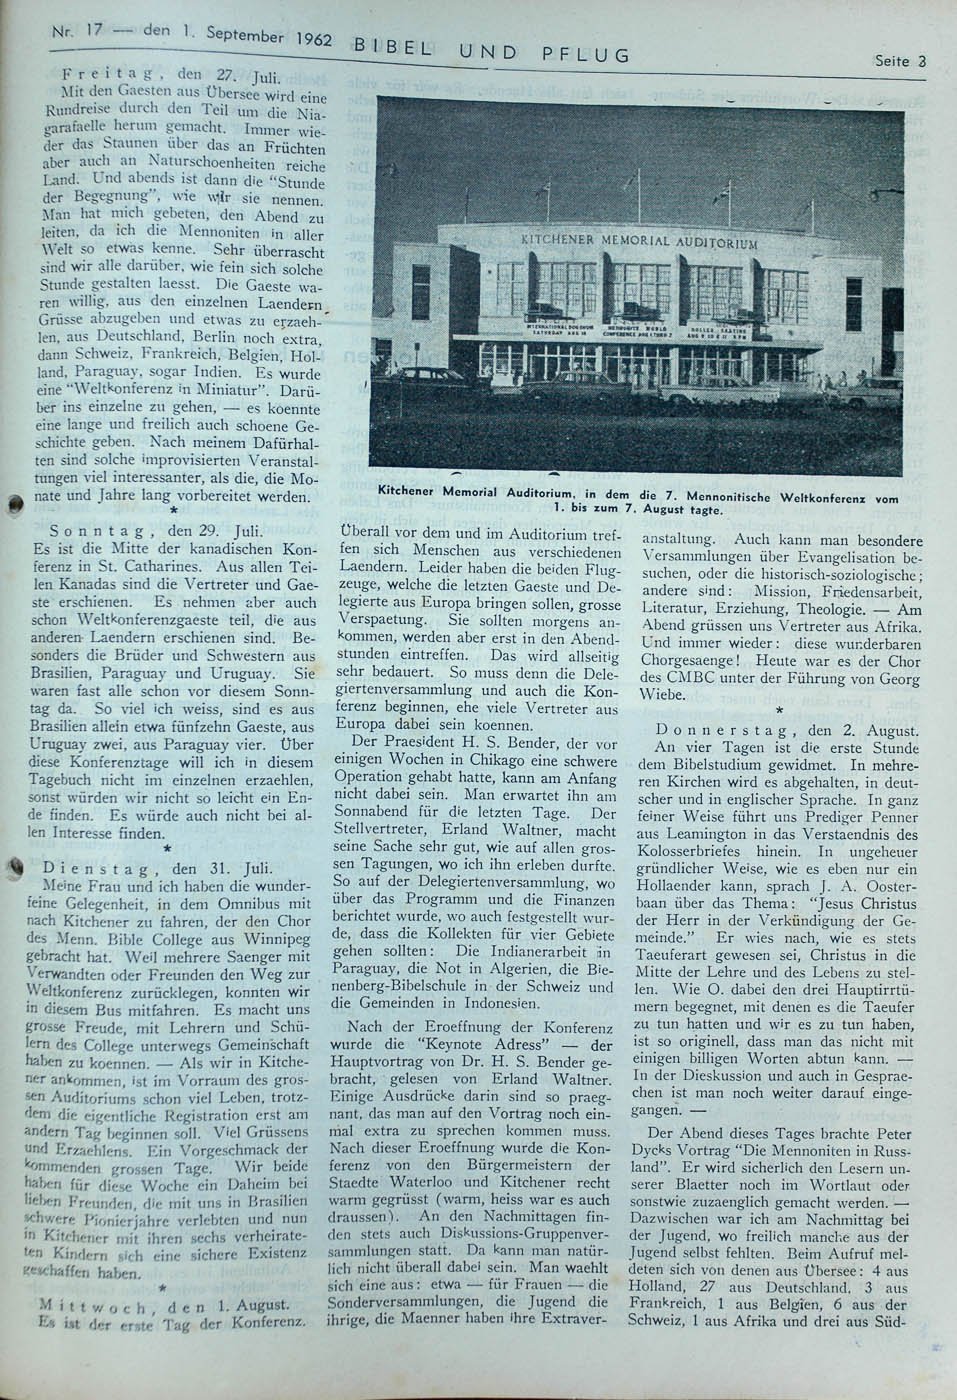 Nr. 17 — den 1. September 1962
BIBEL UND PFLUG
Seite 3
Freitag, den 27. Juli.
Mit den Gaesten aus Übersee wird eine
Rundreise durch den Teil um die Nia-
garafaelle herum gemacht. Immer wie-
der das Staunen über das an Früchten
aber auch an Naturschoenheiten reiche
Land. Und abends ist dann die "Stunde
der Begegnung", wie wir sie nennen.
Man hat mich gebeten, den Abend zu
leiten, da ich die Mennoniten in aller
Welt so etwas kenne. Sehr überrascht
sind wir alle darüber, wie fein sich solche
Stunde gestalten laesst. Die Gaeste wa-
ren willig, aus den einzelnen Laendern
Grüsse abzugeben und etwas zu erzaeh-
len, aus Deutschland, Berlin noch extra,
dann Schweiz, Frankreich, Belgien, Hol-
land, Paraguay, sogar Indien. Es wurde
eine "Weltkonferenz in Miniatur". Darü-
ber ins einzelne zu gehen, — es koennte
eine lange und freilich auch schoene Ge-
schichte geben. Nach meinem Dafürhal-
ten sind solche improvisierten Veranstal-
tungen viel interessanter, als die, die Mo-
nate und Jahre lang vorbereitet werden.
*
Sonntag, den 29. Juli.
Es ist die Mitte der kanadischen Kon-
ferenz in St. Catharines. Aus allen Tei-
len Kanadas sind die Vertreter und Gae-
ste erschienen. Es nehmen aber auch
schon Weltkonferenzgaeste teil, die aus
anderen Laendern erschienen sind. Be-
sonders die Brüder und Schwestern aus
Brasilien, Paraguay und Uruguay. Sie
waren fast alle schon vor diesem Sonn-
tag da. So viel ich weiss, sind es aus
Brasilien allein etwa fünfzehn Gaeste, aus
Uruguay zwei, aus Paraguay vier. Über
diese Konferenztage will ich in diesem
Tagebuch nicht im einzelnen erzaehlen,
sonst würden wir nicht so leicht ein En-
de finden. Es würde auch nicht bei al-
len Interesse finden.
*
Dienstag, den 31. Juli.
Meine Frau und ich haben die wunder-
feine Gelegenheit, in dem Omnibus mit
nach Kitchener zu fahren, der den Chor
des Menn. Bible College aus Winnipeg
gebracht hat. Weil mehrere Saenger mit
Verwandten oder Freunden den Weg zur
Weltkonferenz zurücklegen, konnten wir
in diesem Bus mitfahren. Es macht uns
grosse Freude, mit Lehrern und Schü-
lern des College unterwegs Gemeinschaft
haben zu koennen. — Als wir in Kitche-
ner ankommen, ist im Vorraum des gros-
sen Auditoriums schon viel Leben, trotz-
dem die eigentliche Registration erst am
andern Tag beginnen soll. Viel Grüssens
und Erzaehlens. Ein Vorgeschmack der
kommenden grossen Tage. Wir beide
haben für diese Woche ein Daheim bei
lieben Freunden, die mit uns in Brasilien
schwere Pionierjahre verlebten und nun
in Kitchener mit ihren sechs verheirate-
ten Kindern sich eine sichere Existenz
geschaffen haben.
*
Mittwoch, den 1. August.
Es ist der erste Tag der Konferenz.
KITCHENER MEMORIAL AUDITORIUM
INTERNATIONAL DOG SHOW
SATURDAY AUG 18
MENNONITE WORLD
CONFERENCE AUG 1 THRU 7
ROLLER SKATING
Kitchener Memorial Auditorium, in dem die 7. Mennonitische Weltkonferenz vom
1. bis zum 7. August tagte.
Überall vor dem und im Auditorium tref-
fen sich Menschen aus verschiedenen
Laendern. Leider haben die beiden Flug-
zeuge, welche die letzten Gaeste und De-
legierte aus Europa bringen sollen, grosse
Verspaetung. Sie sollten morgens an-
kommen, werden aber erst in den Abend-
stunden eintreffen. Das wird allseitig
sehr bedauert. So muss denn die Dele-
giertenversammlung und auch die Kon-
ferenz beginnen, ehe viele Vertreter aus
Europa dabei sein koennen.
Der Praesident H. S. Bender, der vor
einigen Wochen in Chikago eine schwere
Operation gehabt hatte, kann am Anfang
nicht dabei sein. Man erwartet ihn am
Sonnabend für die letzten Tage. Der
Stellvertreter, Erland Waltner, macht
seine Sache sehr gut, wie auf allen gros-
sen Tagungen, wo ich ihn erleben durfte.
So auf der Delegiertenversammlung, wo
über das Programm und die Finanzen
berichtet wurde, wo auch festgestellt wur-
de, dass die Kollekten für vier Gebiete
gehen sollten: Die Indianerarbeit in
Paraguay, die Not in Algerien, die Bie-
nenberg-Bibelschule in der Schweiz und
die Gemeinden in Indonesien.
Nach der Eroeffnung der Konferenz
wurde die "Keynote Adress" — der
Hauptvortrag von Dr. H. S. Bender ge-
bracht, gelesen von Erland Waltner.
Einige Ausdrücke darin sind so praeg-
nant, das man auf den Vortrag noch ein-
mal extra zu sprechen kommen muss.
Nach dieser Eroeffnung wurde die Kon-
ferenz von den Bürgermeistern der
Staedte Waterloo und Kitchener recht
warm gegrüsst (warm, heiss war es auch
draussen). An den Nachmittagen fin-
den stets auch Diskussions-Gruppenver-
sammlungen statt. Da kann man natür-
lich nicht überall dabei sein. Man waehlt
sich eine aus: etwa — für Frauen — die
Sonderversammlungen, die Jugend die
ihrige, die Maenner haben ihre Extraver-
anstaltung. Auch kann man besondere
Versammlungen über Evangelisation be-
suchen, oder die historisch-soziologische;
andere sind: Mission, Friedensarbeit,
Literatur, Erziehung, Theologie. — Am
Abend grüssen uns Vertreter aus Afrika.
Und immer wieder: diese wunderbaren
Chorgesaenge! Heute war es der Chor
des CMBC unter der Führung von Georg
Wiebe.
*
Donnerstag, den 2. August.
An vier Tagen ist die erste Stunde
dem Bibelstudium gewidmet. In mehre-
ren Kirchen wird es abgehalten, in deut-
scher und in englischer Sprache. In ganz
feiner Weise führt uns Prediger Penner
aus Leamington in das Verstaendnis des
Kolosserbriefes hinein. In ungeheuer
gründlicher Weise, wie es eben nur ein
Hollaender kann, sprach J. A. Ooster-
baan über das Thema: "Jesus Christus
der Herr in der Verkündigung der Ge-
meinde." Er wies nach, wie es stets
Taeuferart gewesen sei, Christus in die
Mitte der Lehre und des Lebens zu stel-
len. Wie O. dabei den drei Hauptirrtü-
mern begegnet, mit denen es die Taeufer
zu tun hatten und wir es zu tun haben,
ist so originell, dass man das nicht mit
einigen billigen Worten abtun kann. —
In der Dieskussion und auch in Gesprae-
chen ist man noch weiter darauf einge-
gangen. —
Der Abend dieses Tages brachte Peter
Dycks Vortrag "Die Mennoniten in Russ-
land". Er wird sicherlich den Lesern un-
serer Blaetter noch im Wortlaut oder
sonstwie zuzaenglich gemacht werden. —
Dazwischen war ich am Nachmittag bei
der Jugend, wo freilich manche aus der
Jugend selbst fehlten. Beim Aufruf mel-
deten sich von denen aus Übersee: 4 aus
Holland, 27 aus Deutschland, 3 aus
Frankreich, 1 aus Belgien, 6 aus der
Schweiz, 1 aus Afrika und drei aus Süd-